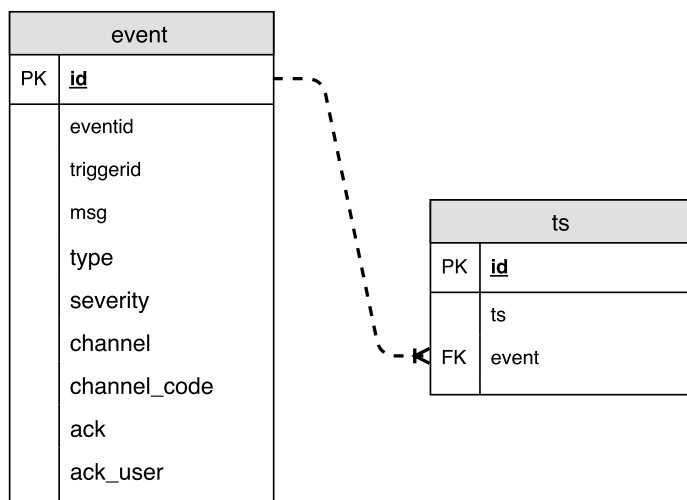 event
PK id
eventid
triggerid
msg
type
severity
channel
channel_code
ack
ack_user
ts
PK id
ts
FK event